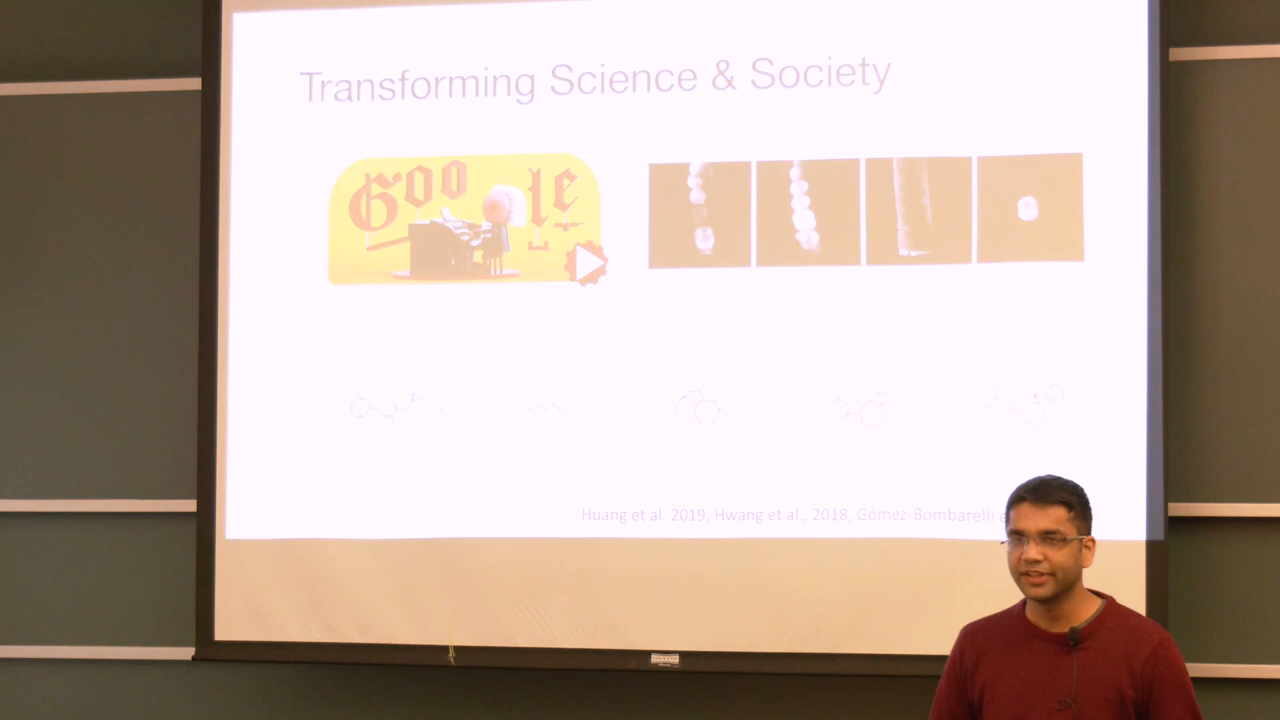 Transforming Science & Society
Google
Huang et al. 2019, Hwang et al., 2018, Gómez-Bombarelli e